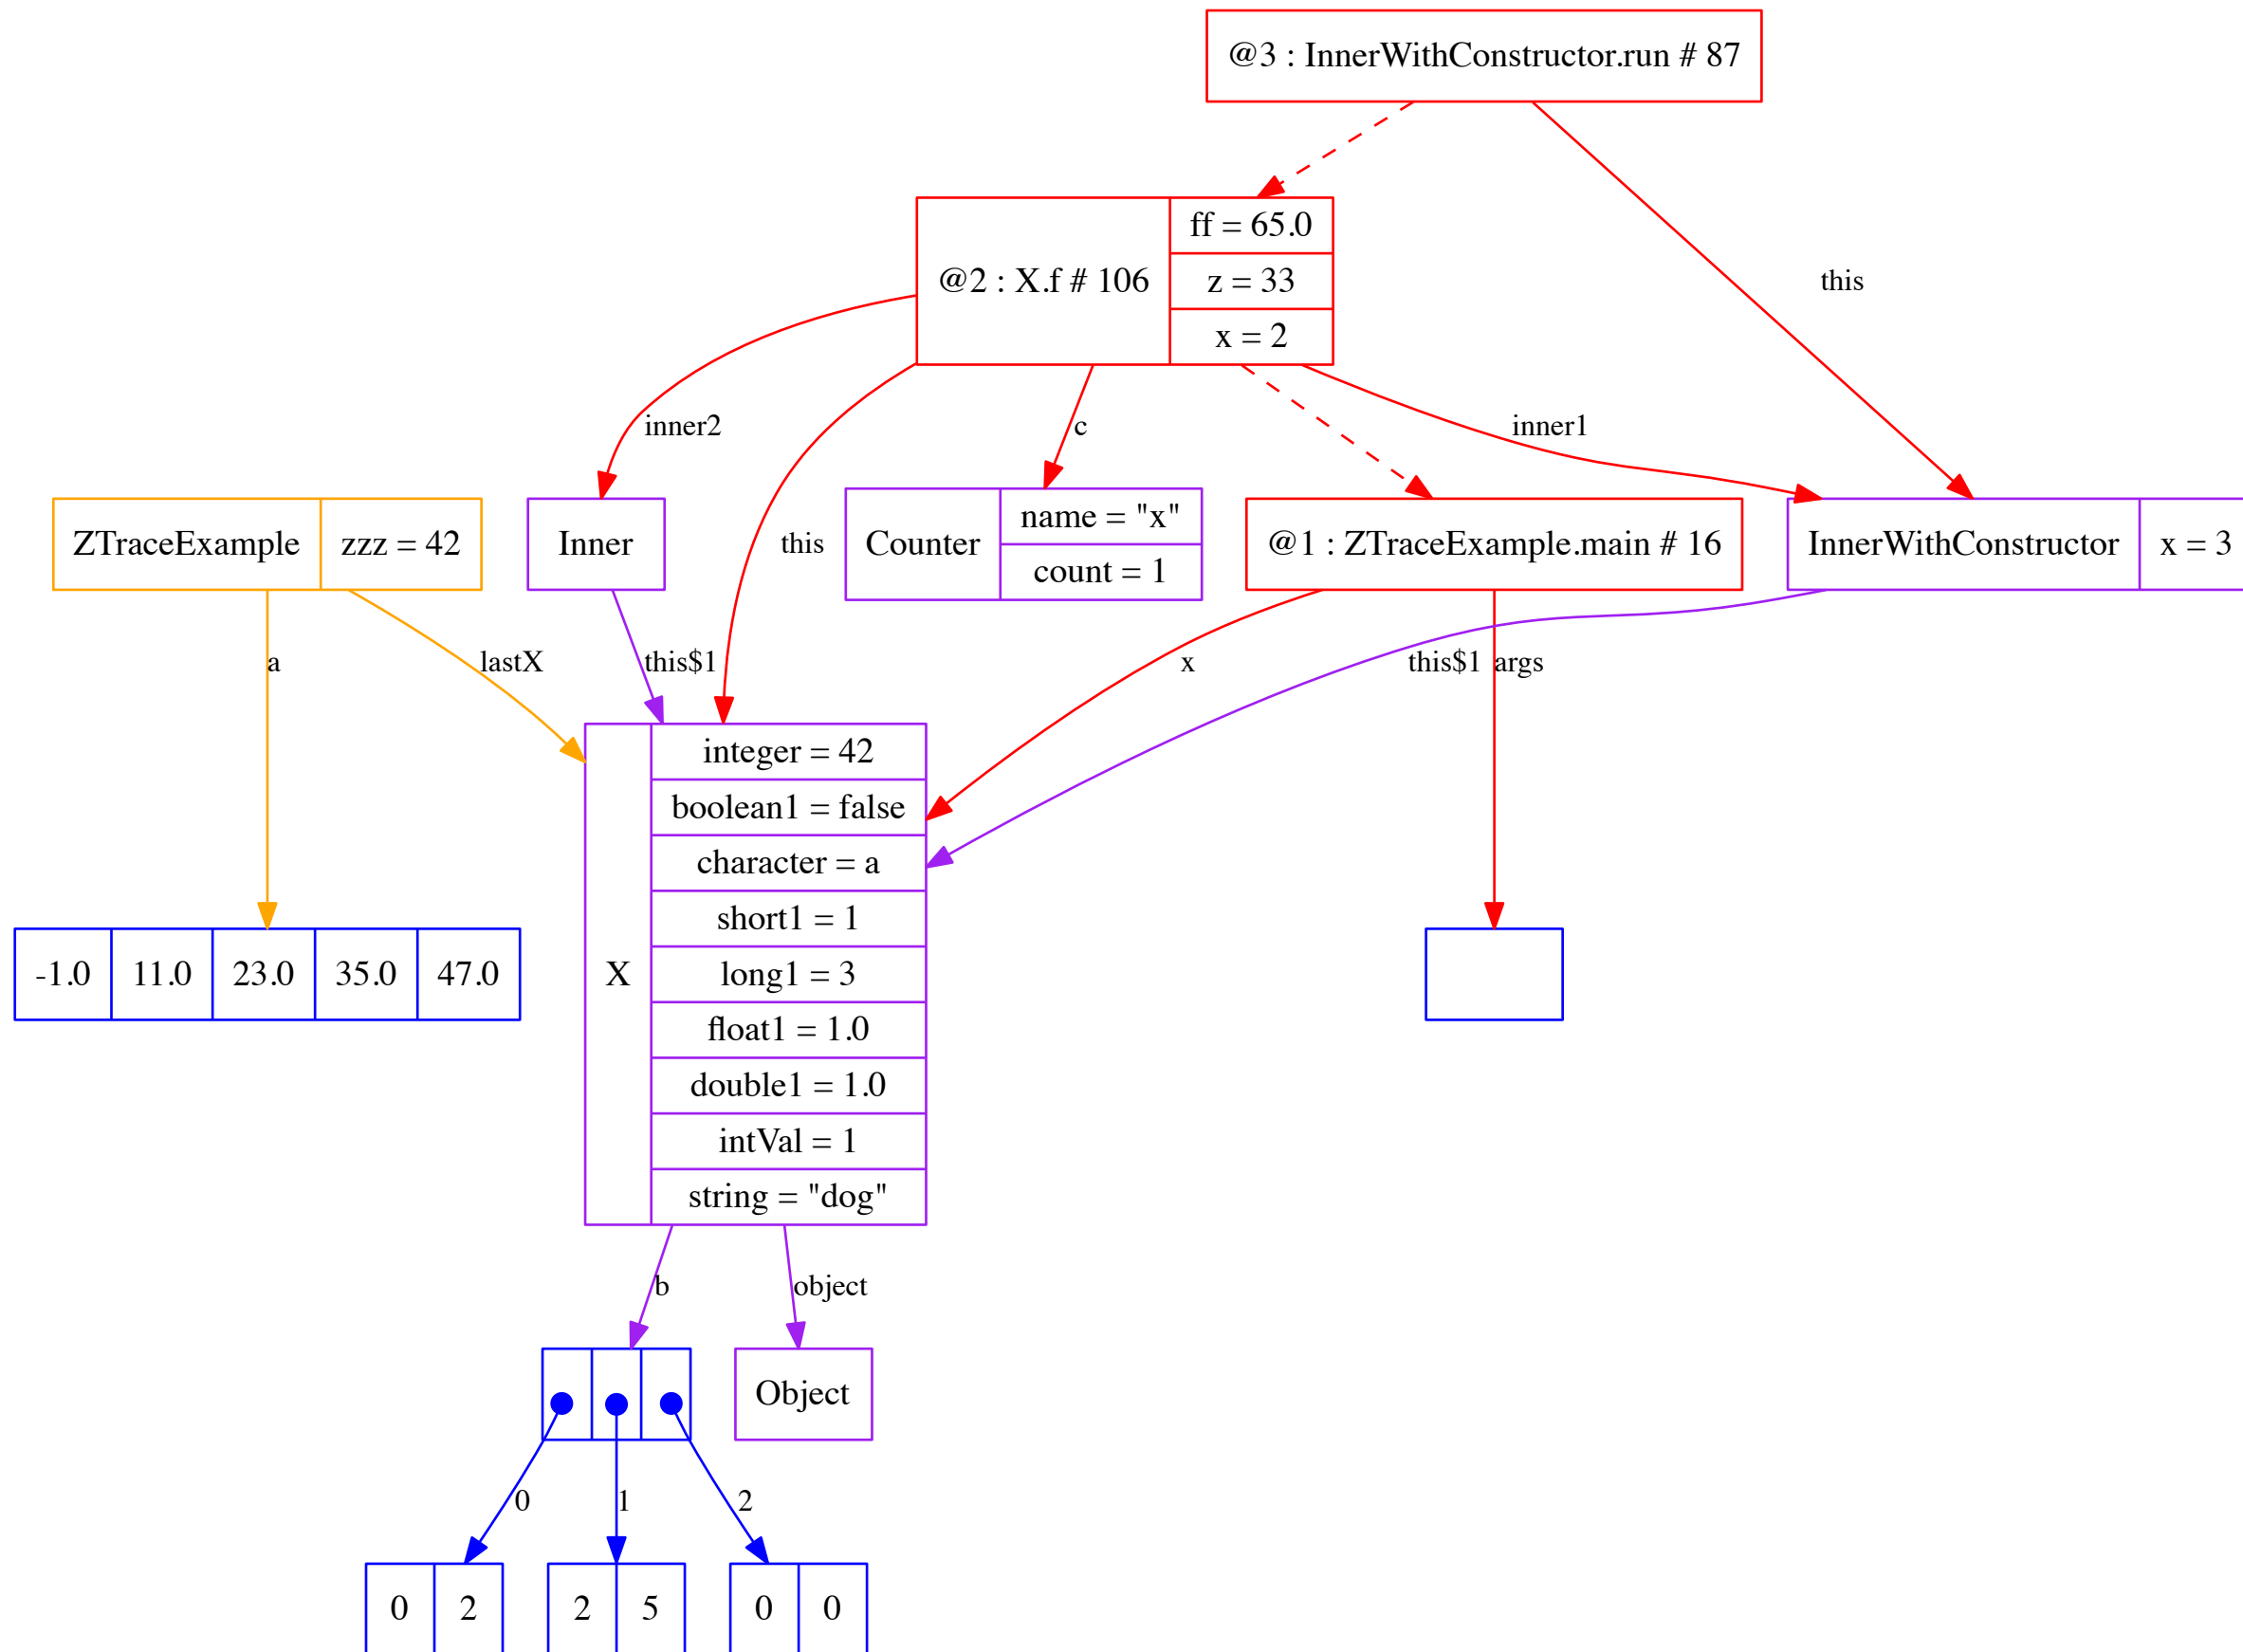 @3 : InnerWithConstructor.run # 87
@2 : X.f # 106
ff = 65.0
z = 33
x = 2
this
inner2
c
inner1
ZTraceExample
zzz = 42
Inner
this
Counter
name = "x"
count = 1
@1 : ZTraceExample.main # 16
InnerWithConstructor
x = 3
a
lastX
this$1
x
this$1
args
X
integer = 42
boolean1 = false
character = a
short1 = 1
long1 = 3
float1 = 1.0
double1 = 1.0
intVal = 1
string = "dog"
-1.0 11.0 23.0 35.0 47.0
b
object
Object
0
1
2
0 2
2 5
0 0